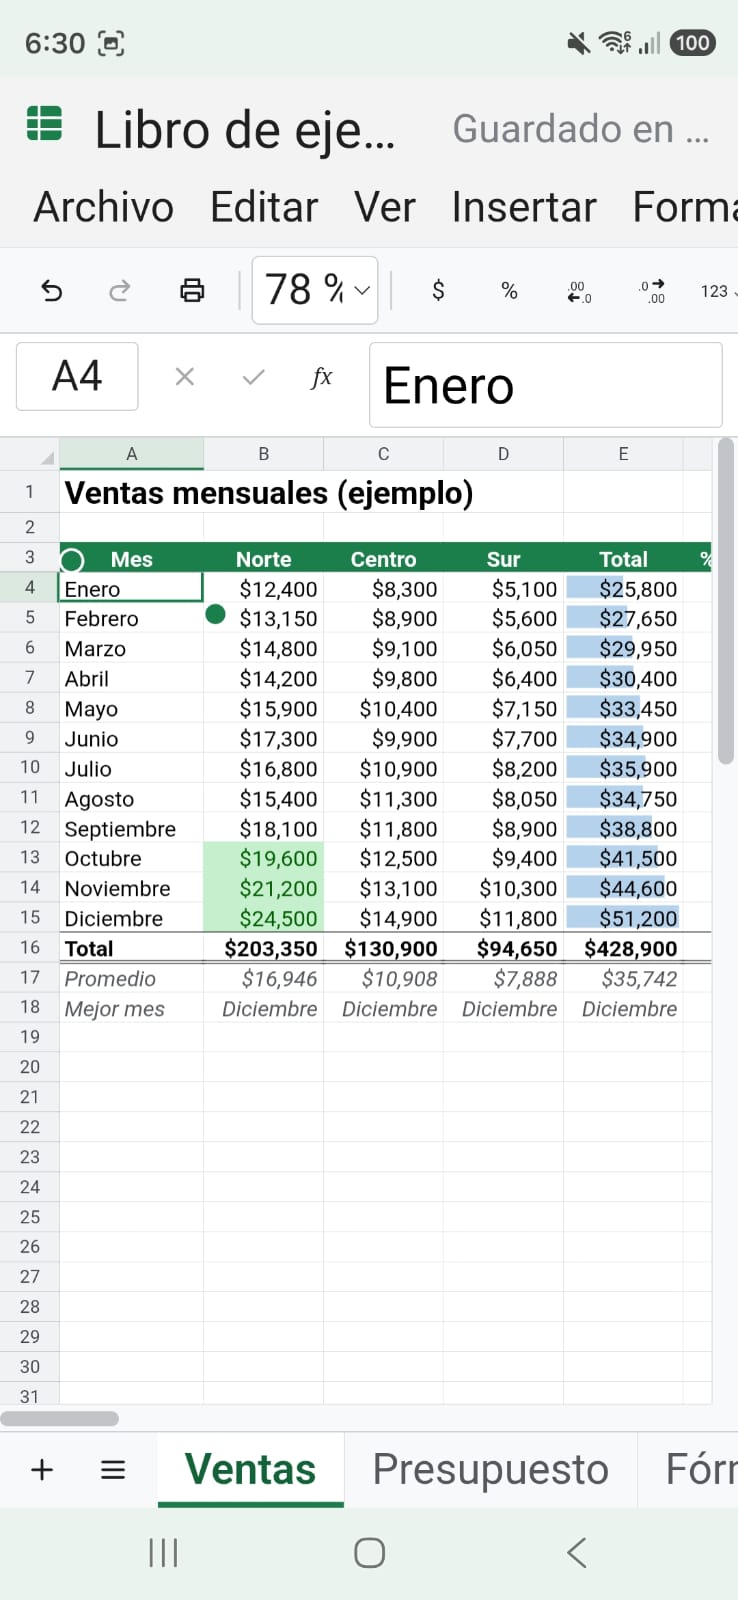 6:30 6 100
Libro de eje... Guardado en ...
Archivo Editar Ver Insertar Forma
78 % $ % .00 .0 .0 .00 123
A4 fx Enero
A B C D E
1 Ventas mensuales (ejemplo)
2
3 Mes Norte Centro Sur Total %
4 Enero $12,400 $8,300 $5,100 $25,800
5 Febrero $13,150 $8,900 $5,600 $27,650
6 Marzo $14,800 $9,100 $6,050 $29,950
7 Abril $14,200 $9,800 $6,400 $30,400
8 Mayo $15,900 $10,400 $7,150 $33,450
9 Junio $17,300 $9,900 $7,700 $34,900
10 Julio $16,800 $10,900 $8,200 $35,900
11 Agosto $15,400 $11,300 $8,050 $34,750
12 Septiembre $18,100 $11,800 $8,900 $38,800
13 Octubre $19,600 $12,500 $9,400 $41,500
14 Noviembre $21,200 $13,100 $10,300 $44,600
15 Diciembre $24,500 $14,900 $11,800 $51,200
16 Total $203,350 $130,900 $94,650 $428,900
17 Promedio $16,946 $10,908 $7,888 $35,742
18 Mejor mes Diciembre Diciembre Diciembre Diciembre
19
20
21
22
23
24
25
26
27
28
29
30
31
+ Ventas Presupuesto Fór